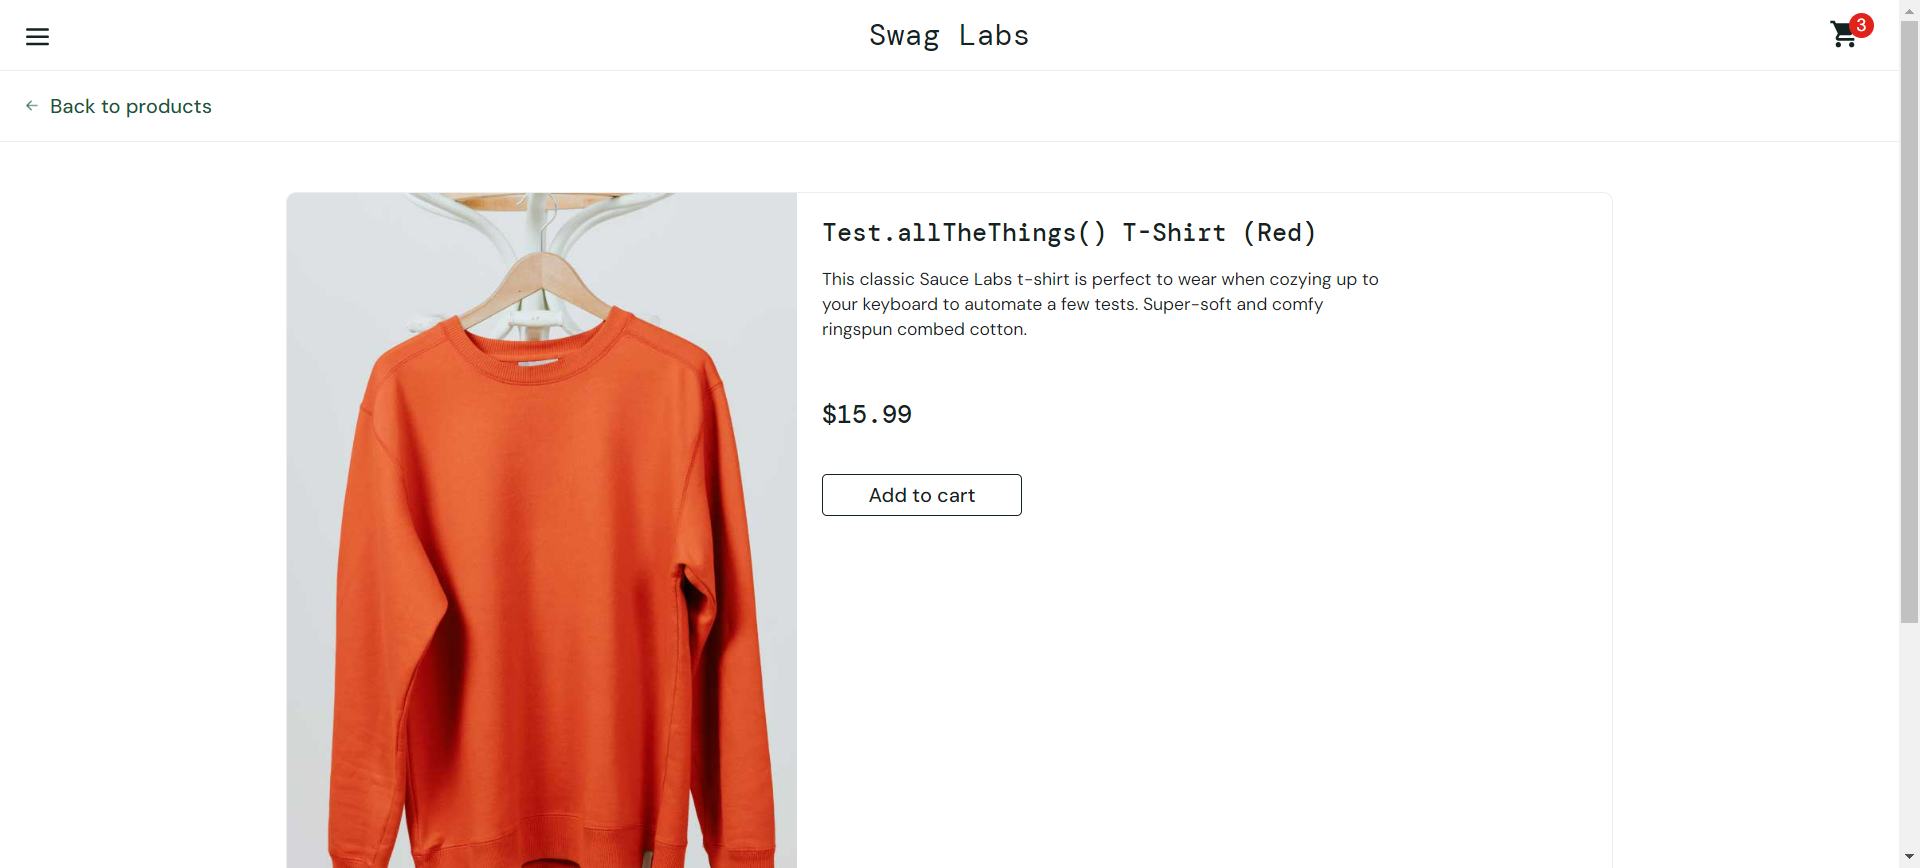 Swag Labs
3
Back to products
Test.allTheThings() T-Shirt (Red)
This classic Sauce Labs t-shirt is perfect to wear when cozying up to
your keyboard to automate a few tests. Super-soft and comfy
ringspun combed cotton.
$15.99
Add to cart